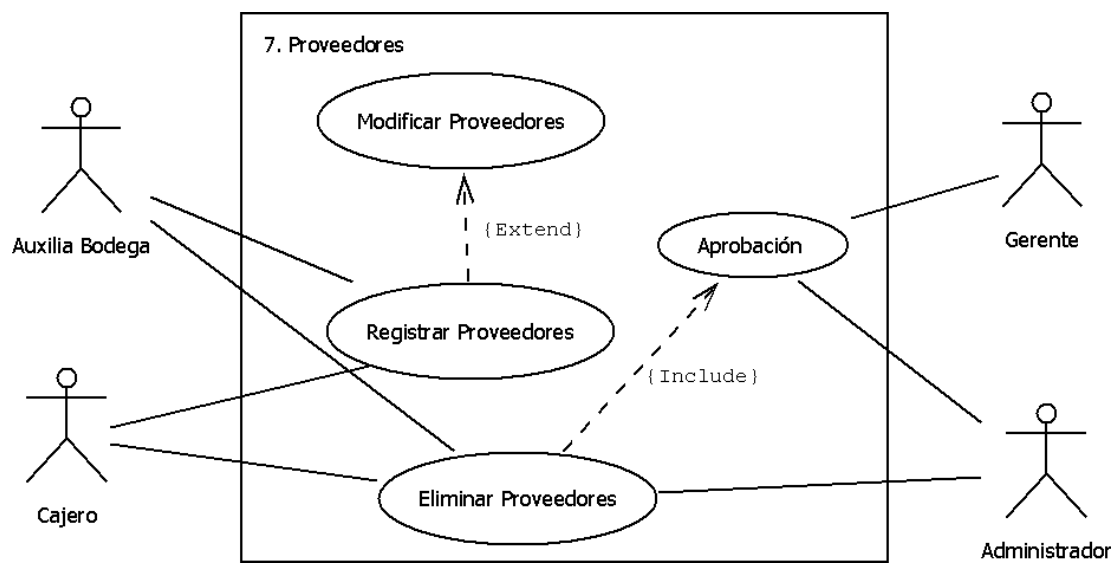 7. Proveedores
Modificar Proveedores
{Extend}
Auxilia Bodega
Aprobación
Gerente
Registrar Proveedores
{Include}
Cajero
Eliminar Proveedores
Administrador